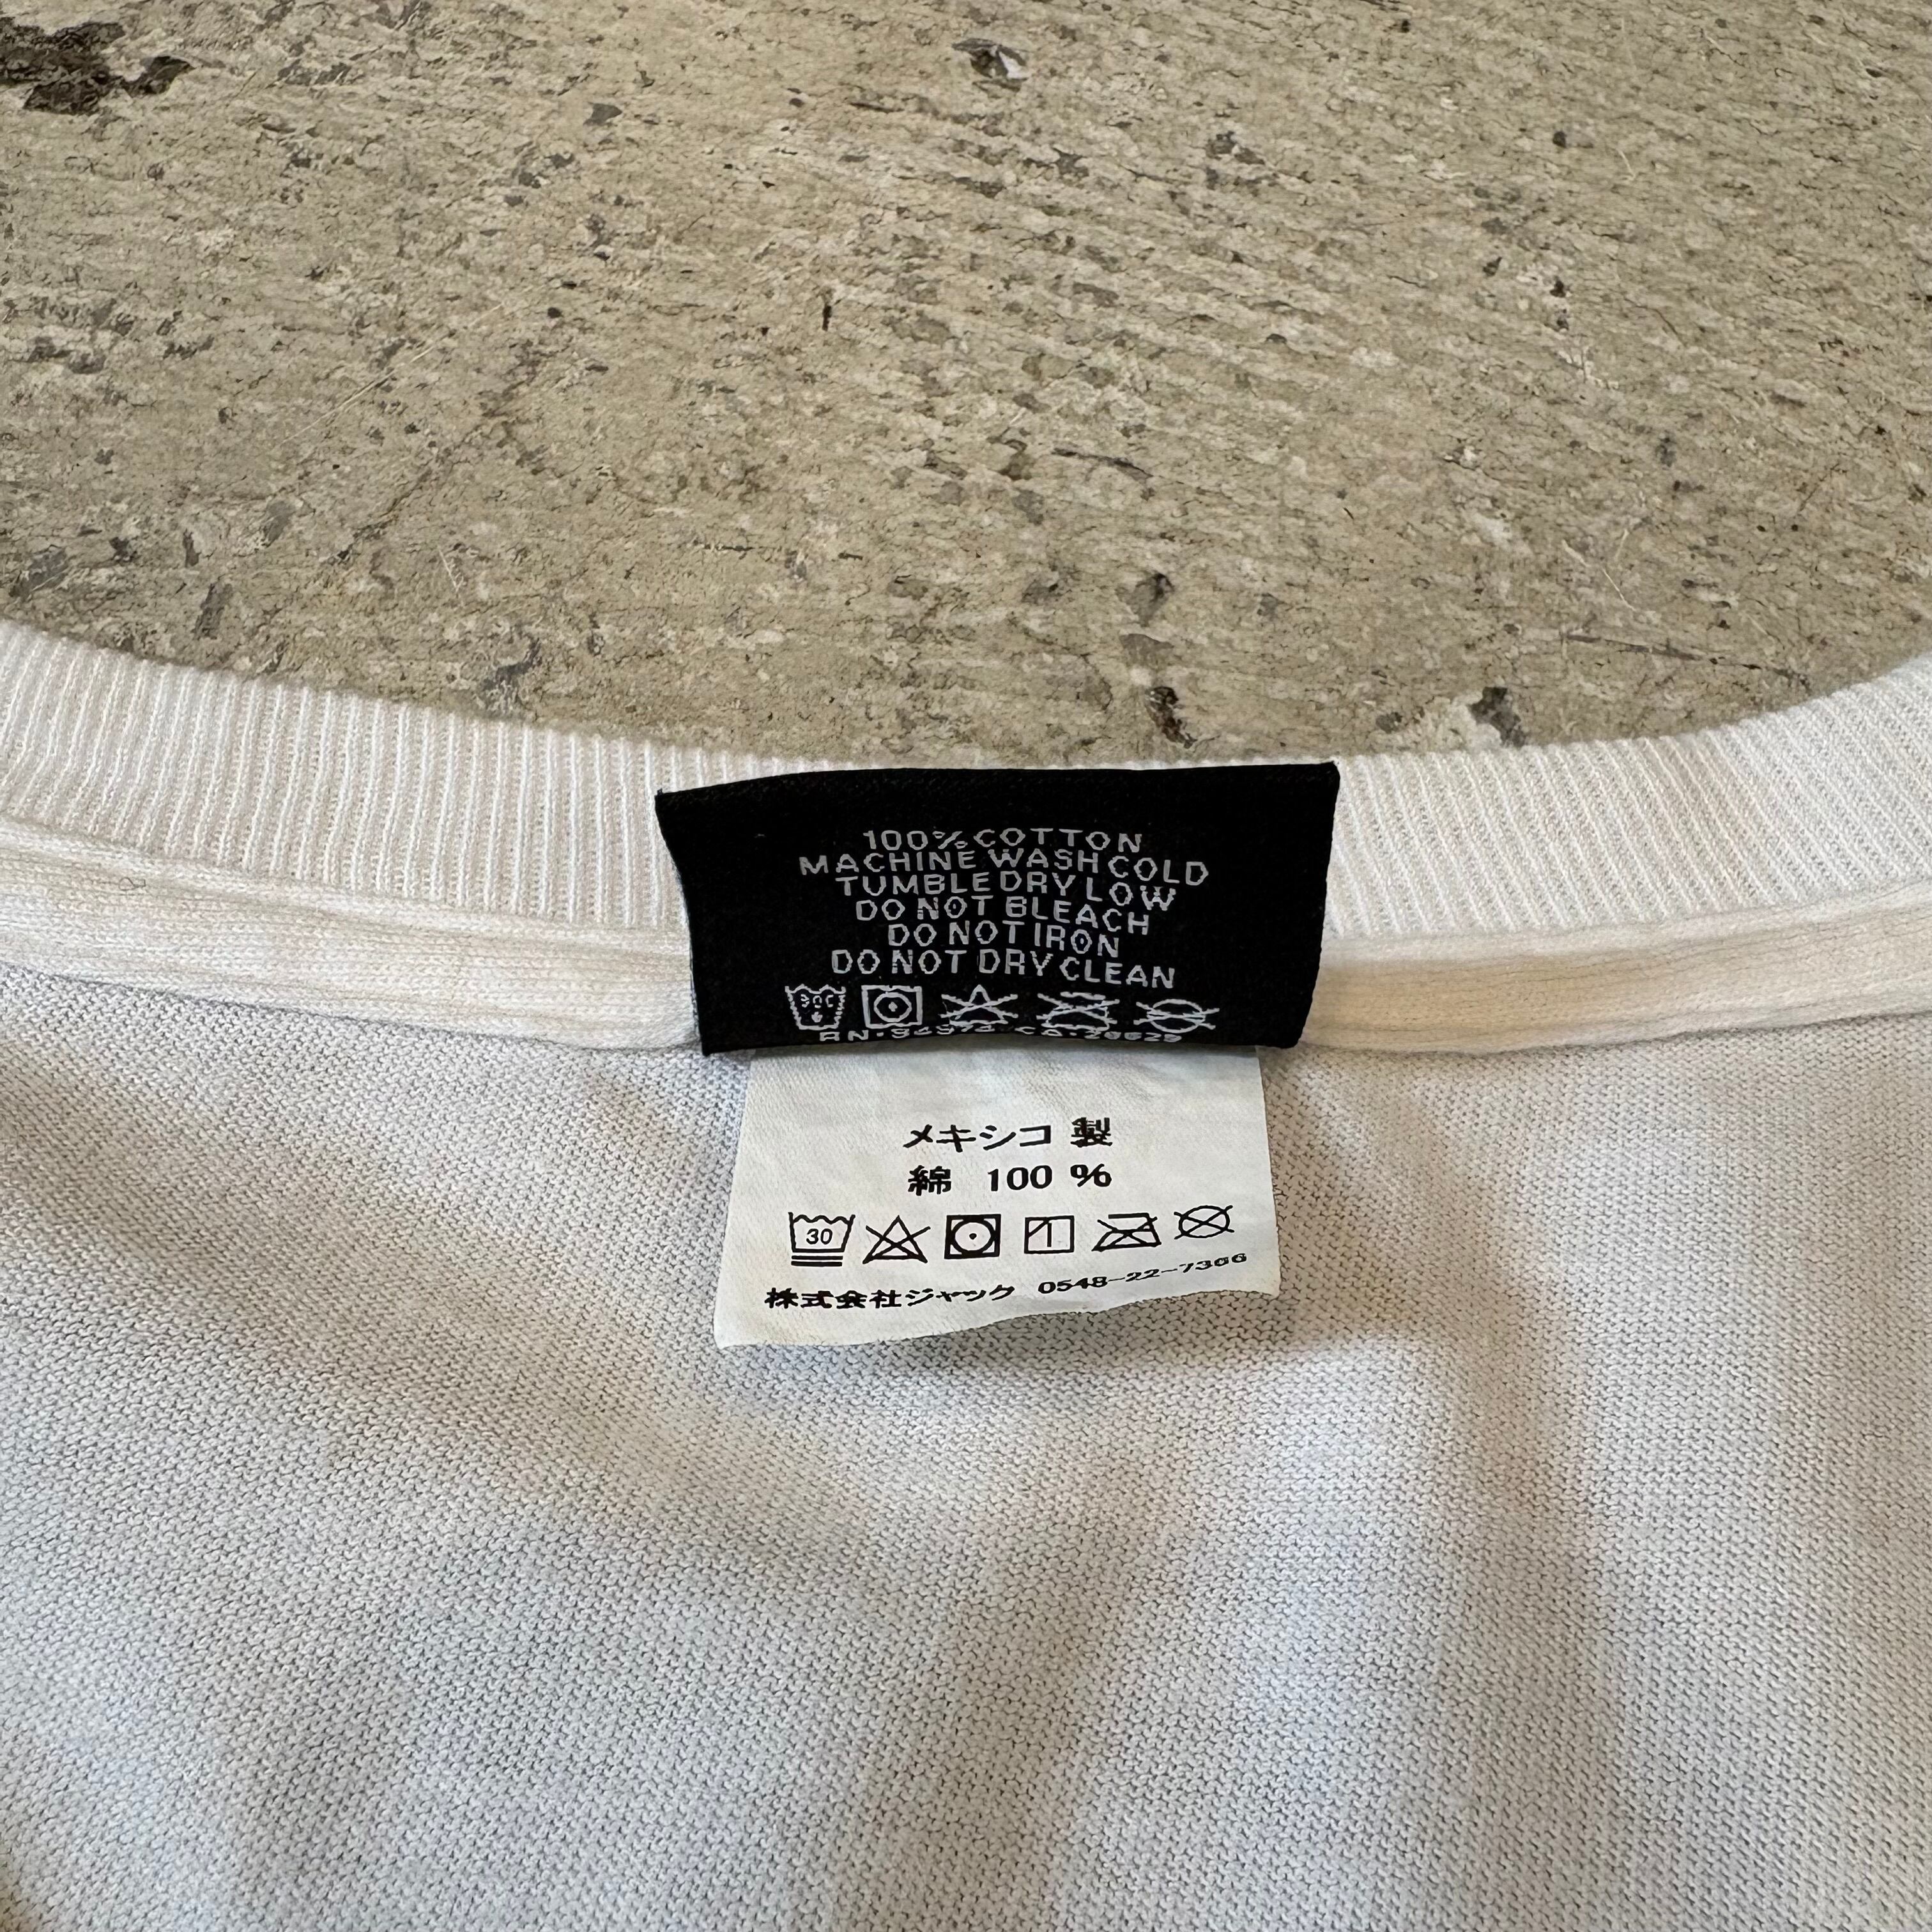 100% COTTON
MACHINE WASH COLD
TUMBLE DRY LOW
DO NOT BLEACH
DO NOT IRON
DO NOT DRY CLEAN
メキシコ 製
綿 100 %
30
株式会社ジャック 0548-22-7366